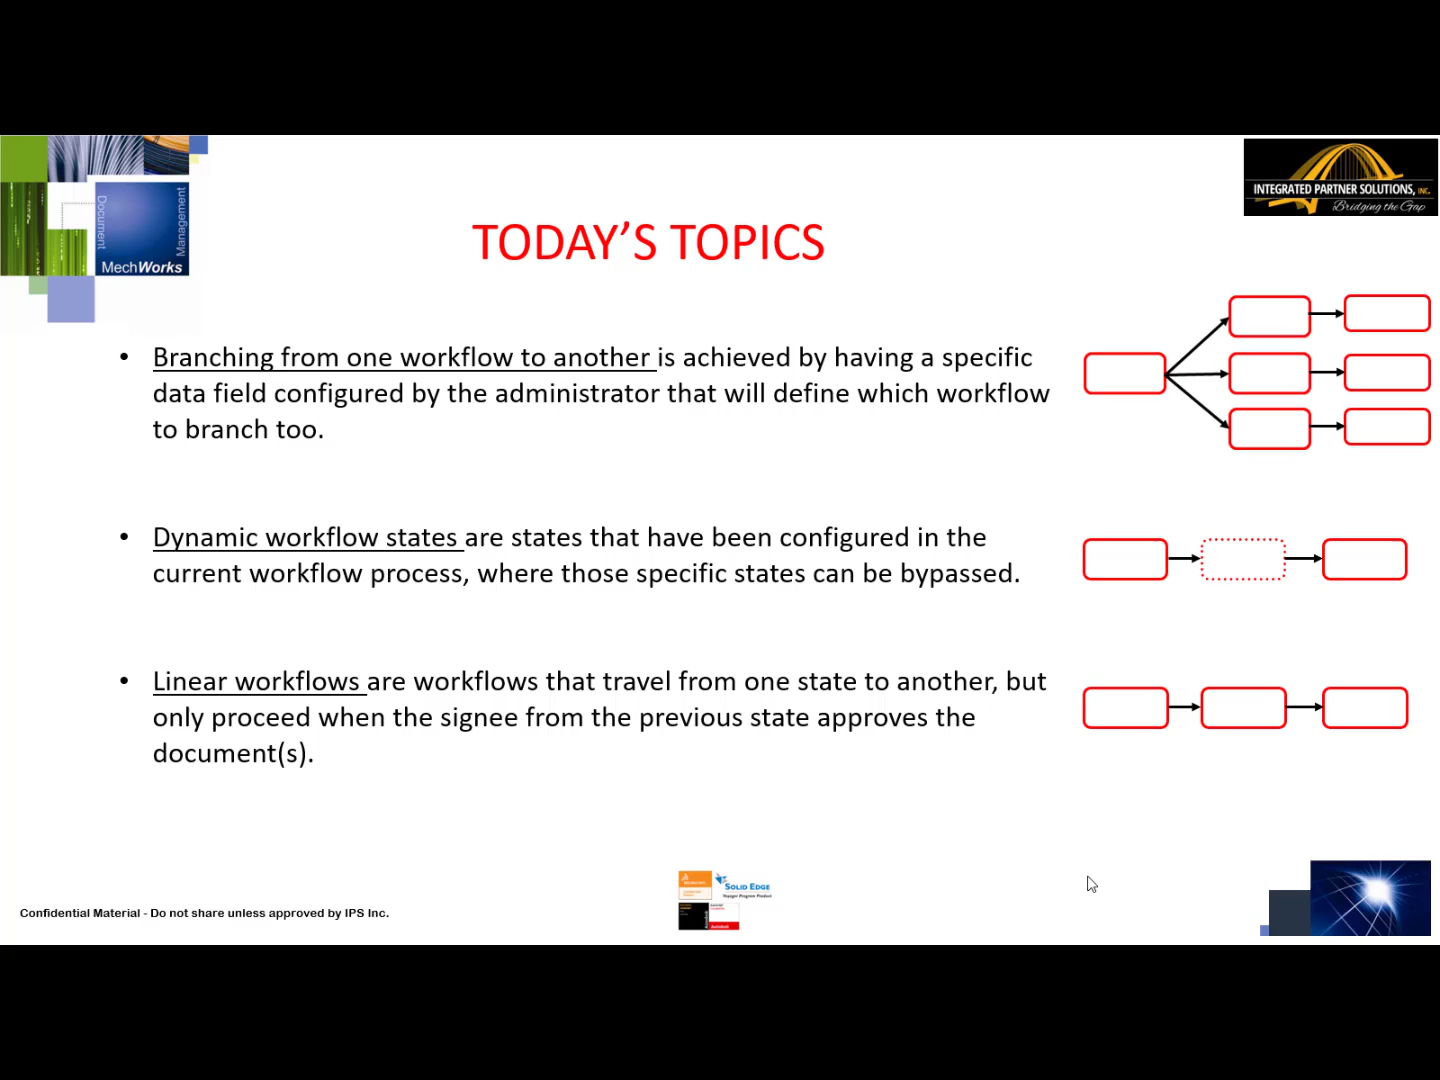 INTEGRATED PARTNER SOLUTIONS, INC.
Bridging the Gap
Document
Management
MechWorks
TODAY'S TOPICS
• Branching from one workflow to another is achieved by having a specific
data field configured by the administrator that will define which workflow
to branch too.
• Dynamic workflow states are states that have been configured in the
current workflow process, where those specific states can be bypassed.
• Linear workflows are workflows that travel from one state to another, but
only proceed when the signee from the previous state approves the
document(s).
SOLID EDGE
Voyager Program Product
Autodesk
Confidential Material - Do not share unless approved by IPS Inc.